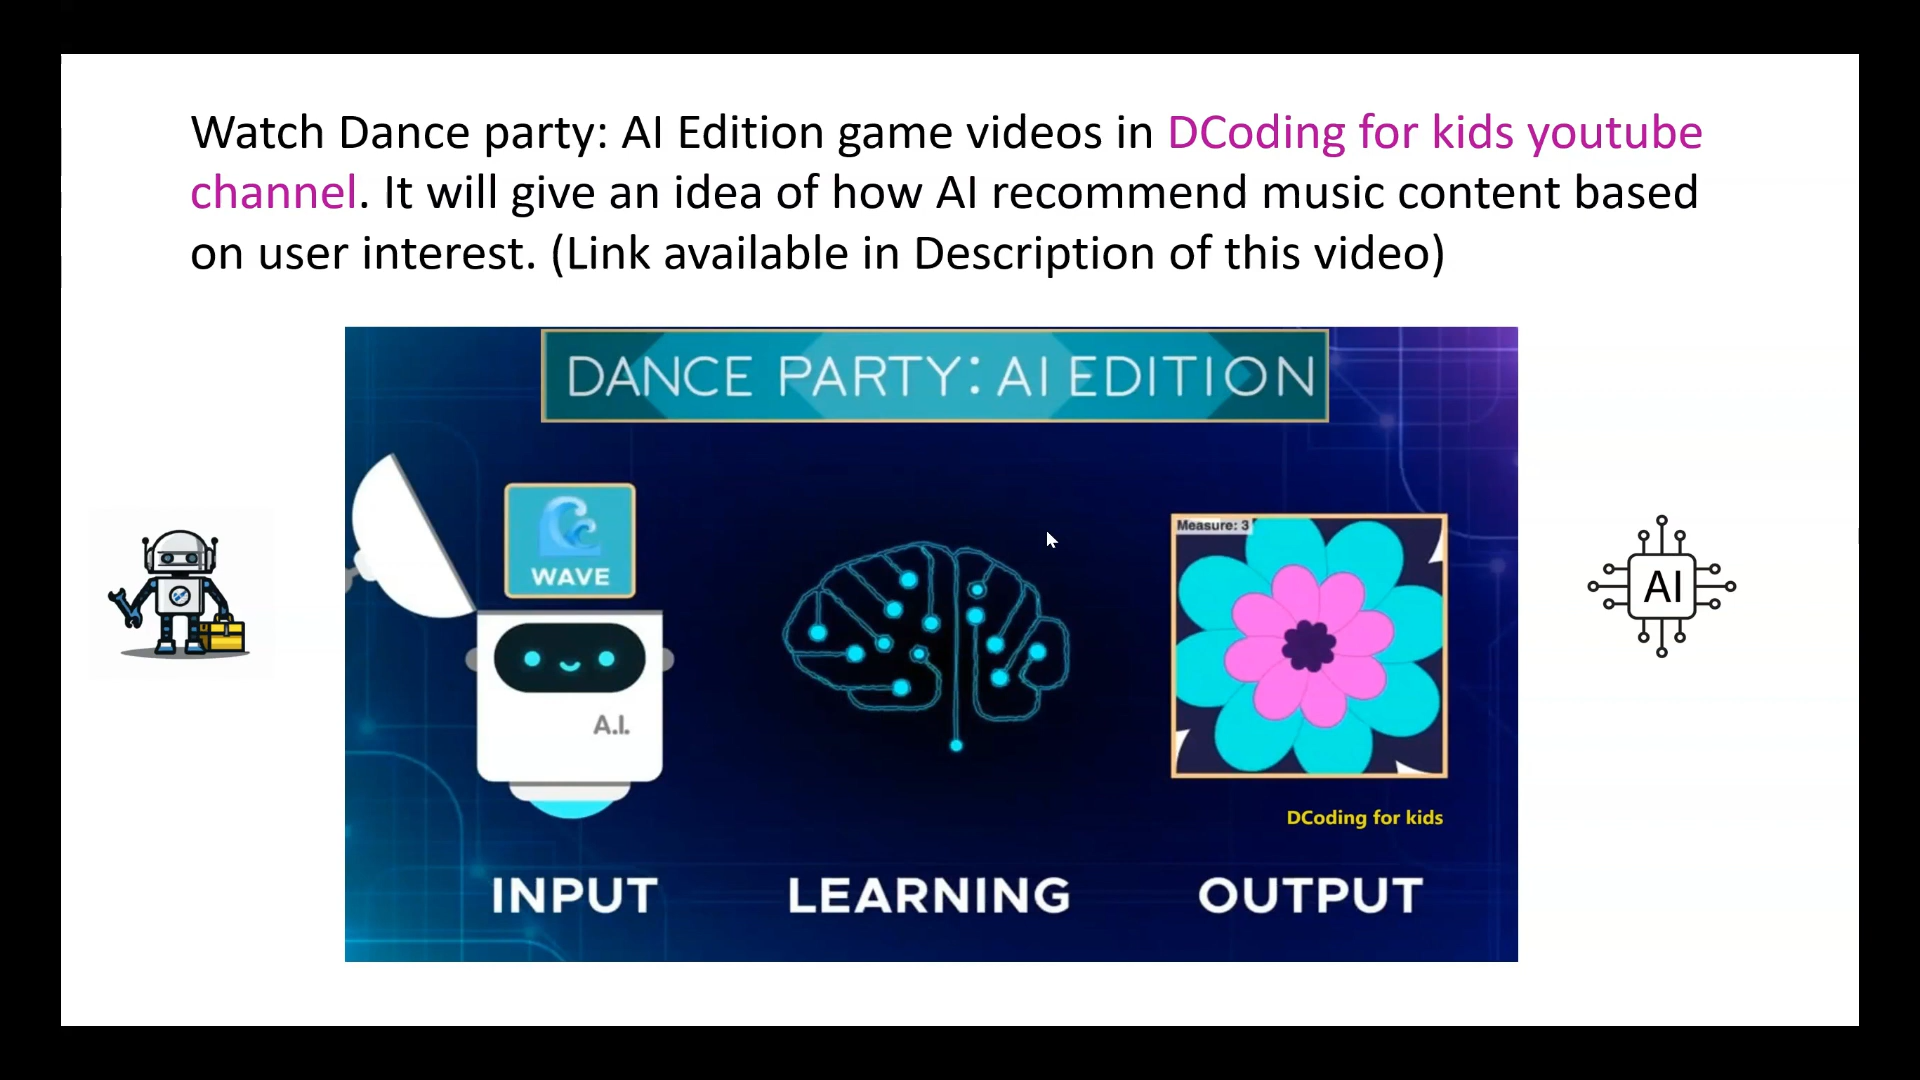 Watch Dance party: AI Edition game videos in DCoding for kids youtube
channel. It will give an idea of how AI recommend music content based
on user interest. (Link available in Description of this video)
DANCE PARTY: AI EDITION
WAVE
Measure: 3
AI
A.I.
DCoding for kids
INPUT
LEARNING
OUTPUT